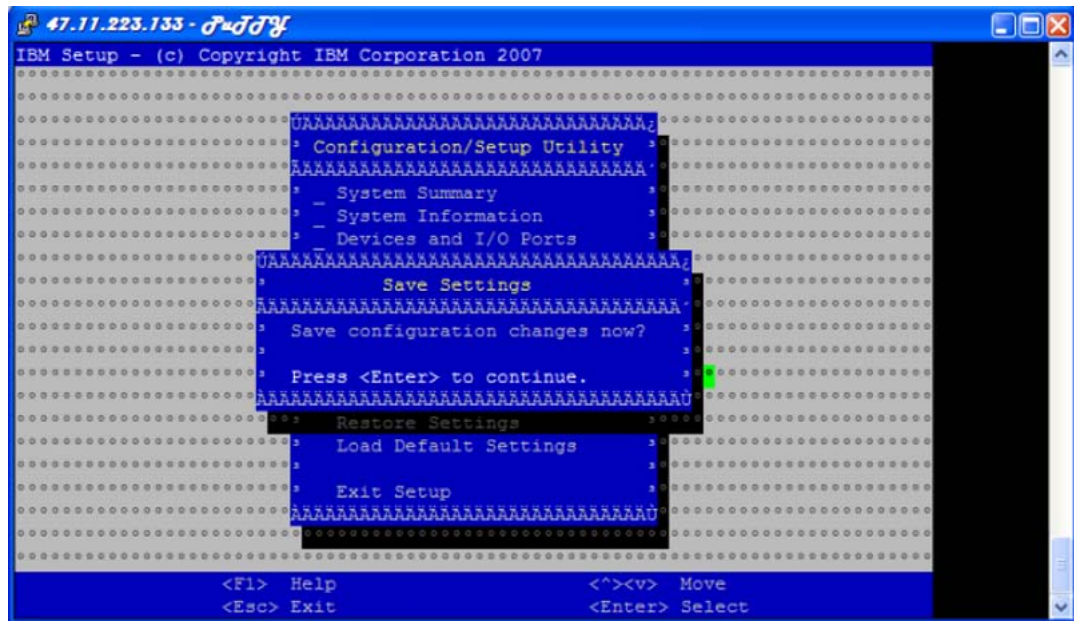 47.11.223.133 - PuTTY
IBM Setup - (c) Copyright IBM Corporation 2007
Configuration/Setup Utility
System Summary
System Information
Devices and I/O Ports
Save Settings
Save configuration changes now?
Press <Enter> to continue.
Restore Settings
Load Default Settings
Exit Setup
<F1> Help <^><v> Move
<Esc> Exit <Enter> Select